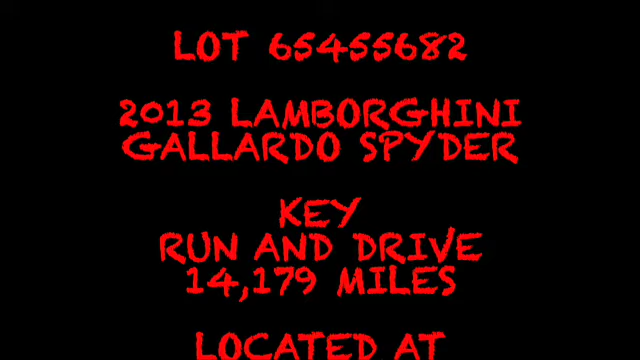 LOT 65455682
2013 LAMBORGHINI
GALLARDO SPYDER
KEY
RUN AND DRIVE
14,179 MILES
LOCATED AT